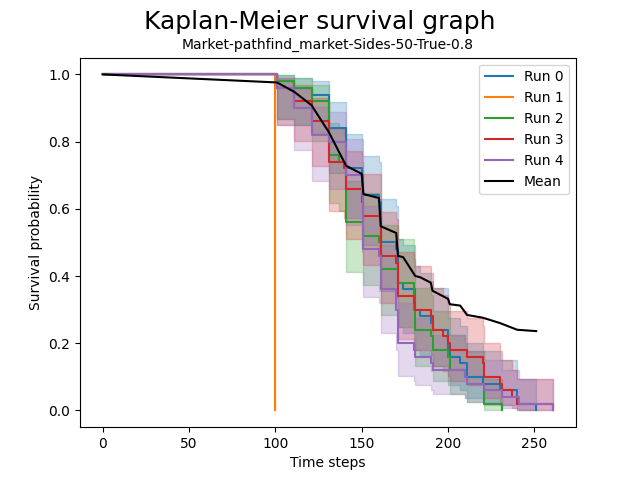 Kaplan-Meier survival graph
Market-pathfind_market-Sides-50-True-0.8
Survival probability
1.0
0.8
0.6
0.4
0.2
0.0
Run 0
Run 1
Run 2
Run 3
Run 4
Mean
0 50 100 150 200 250
Time steps